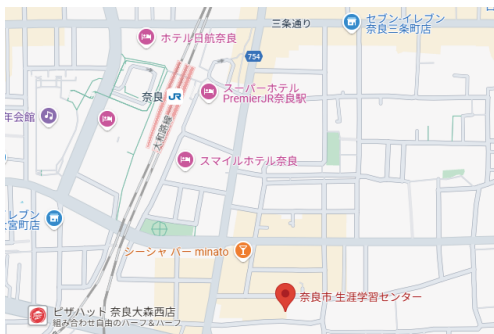 三条通り
セブン-イレブン
奈良三条町店
ホテル日航奈良
754
スーパーホテル
PremierJR奈良駅
奈良
JR
年会館
大和路線
スマイルホテル奈良
レブン
宮町店
シーシャ バー minato
奈良市 生涯学習センター
ピザハット 奈良大森西店
組み合わせ自由のハーフ&ハーフ